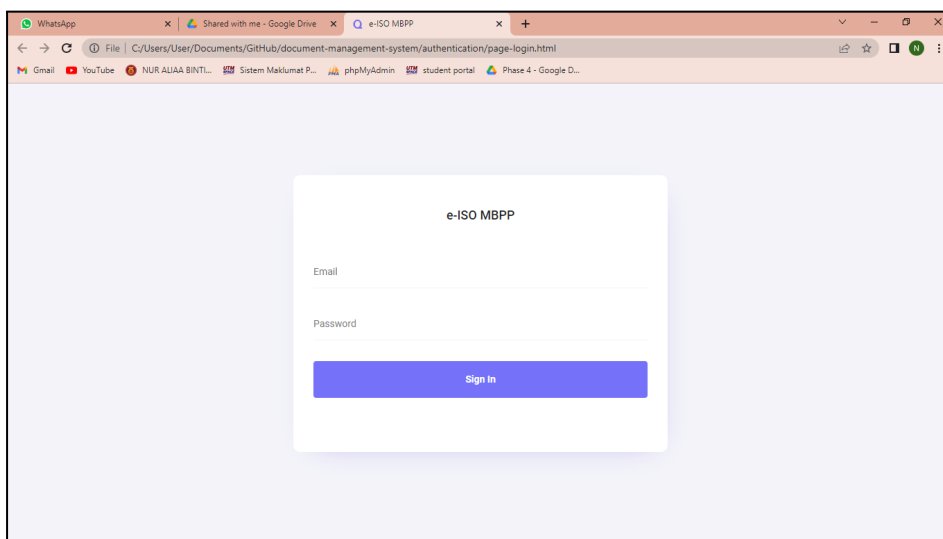 WhatsApp Shared with me - Google Drive e-ISO MBPP
File C:/Users/User/Documents/GitHub/document-management-system/authentication/page-login.html N
Gmail YouTube NUR ALIAA BINTI... UTM Sistem Maklumat P... phpMyAdmin UTM student portal Phase 4 - Google D...
e-ISO MBPP
Email
Password
Sign In